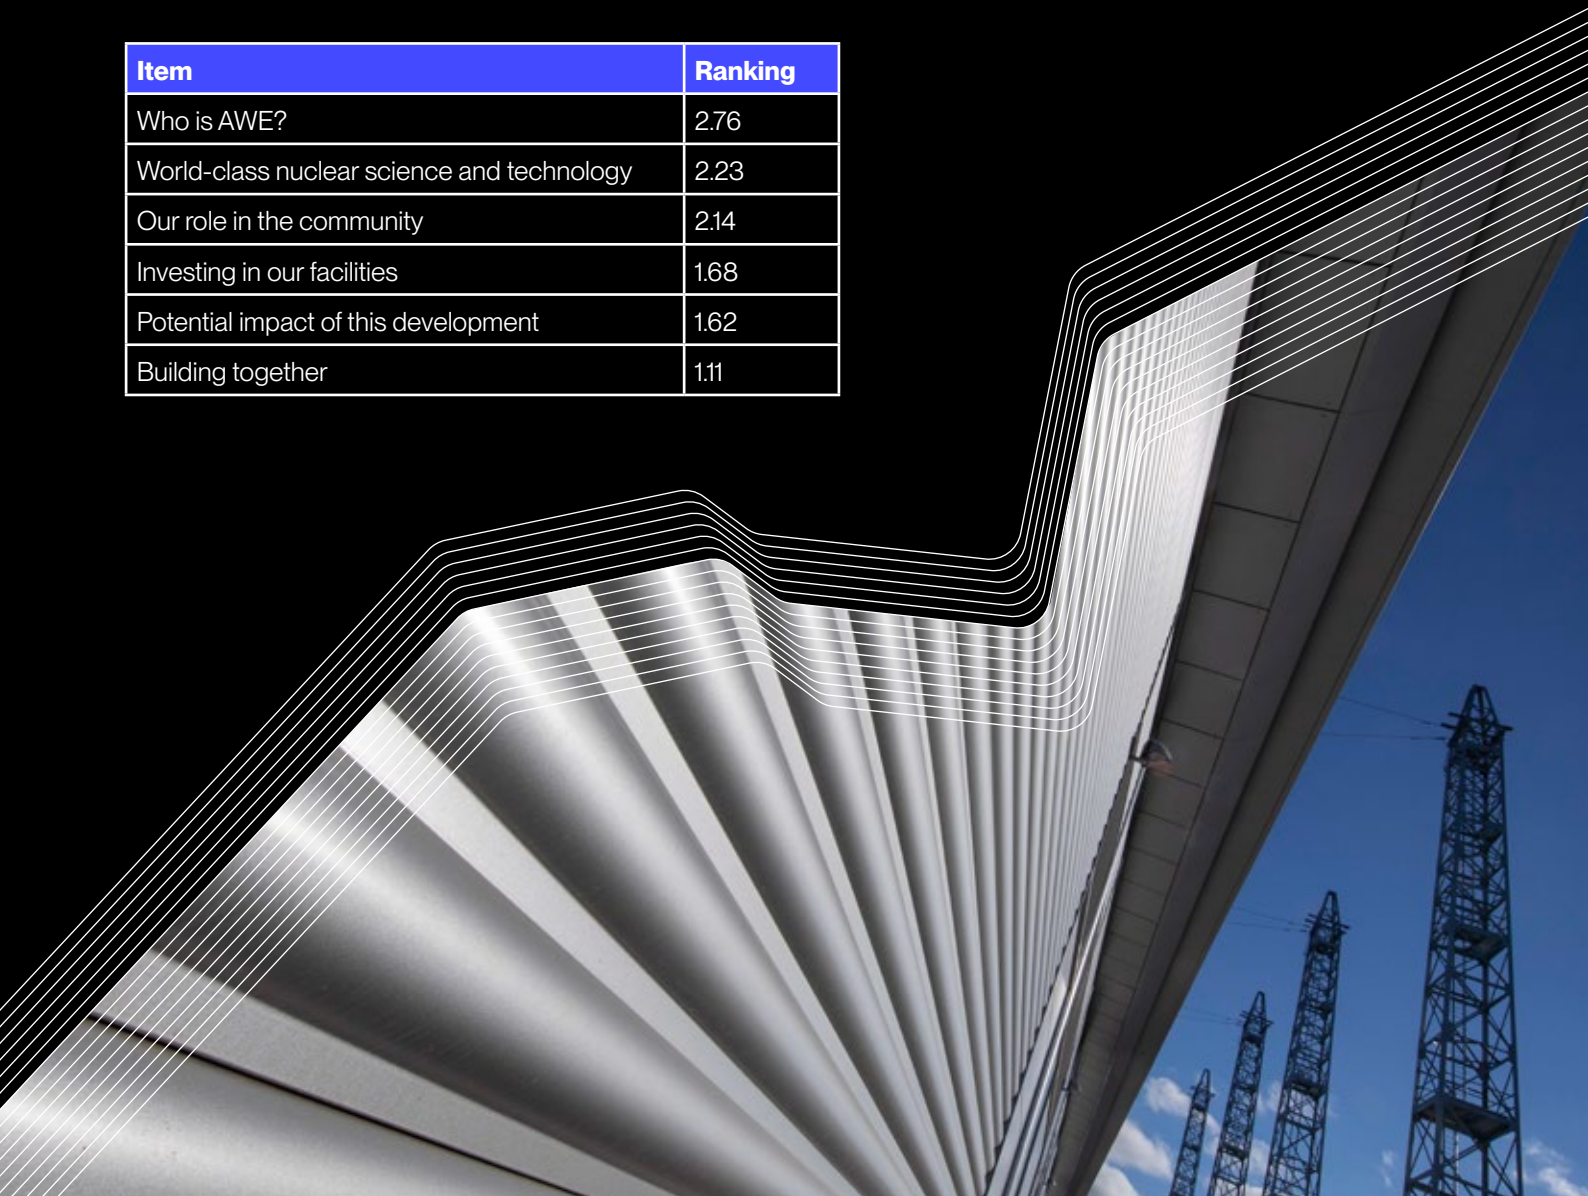 Item Ranking
Who is AWE? 2.76
World-class nuclear science and technology 2.23
Our role in the community 2.14
Investing in our facilities 1.68
Potential impact of this development 1.62
Building together 1.11